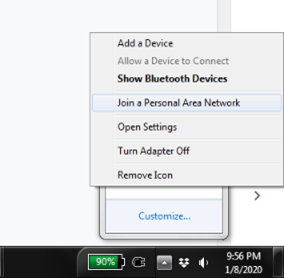 Add a Device
Allow a Device to Connect
Show Bluetooth Devices
Join a Personal Area Network
Open Settings
Turn Adapter Off
Remove Icon
Customize...
90%
9:56 PM
1/8/2020